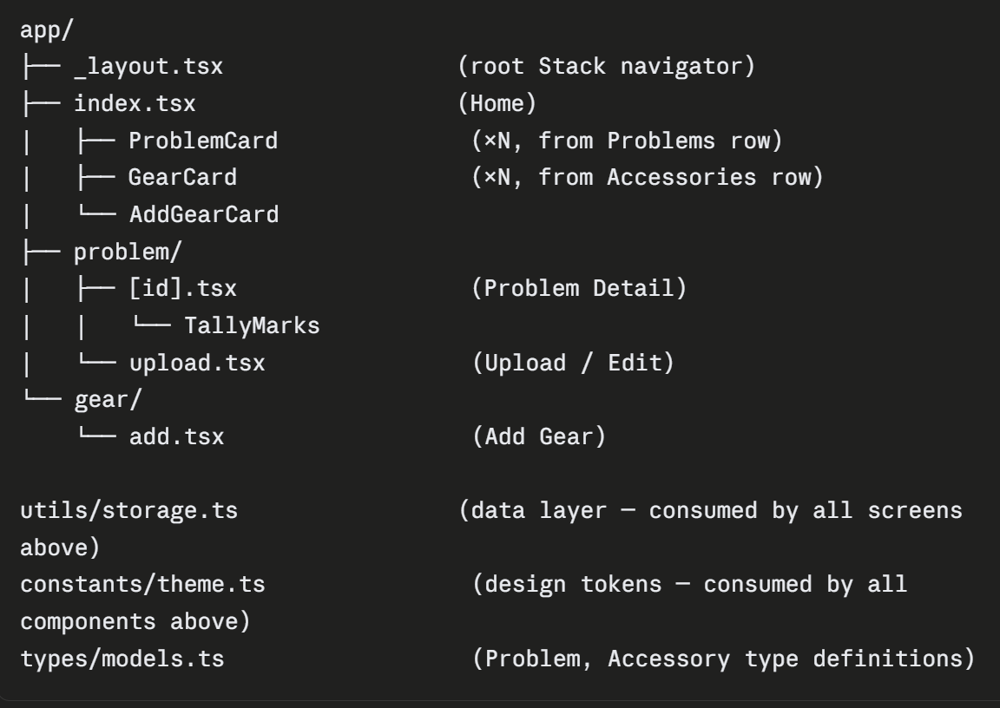 app/
├── _layout.tsx                 (root Stack navigator)
├── index.tsx                   (Home)
│   ├── ProblemCard              (×N, from Problems row)
│   ├── GearCard                 (×N, from Accessories row)
│   └── AddGearCard
├── problem/
│   ├── [id].tsx                 (Problem Detail)
│   │   └── TallyMarks
│   └── upload.tsx               (Upload / Edit)
└── gear/
    └── add.tsx                  (Add Gear)

utils/storage.ts                (data layer — consumed by all screens
above)
constants/theme.ts               (design tokens — consumed by all
components above)
types/models.ts                  (Problem, Accessory type definitions)